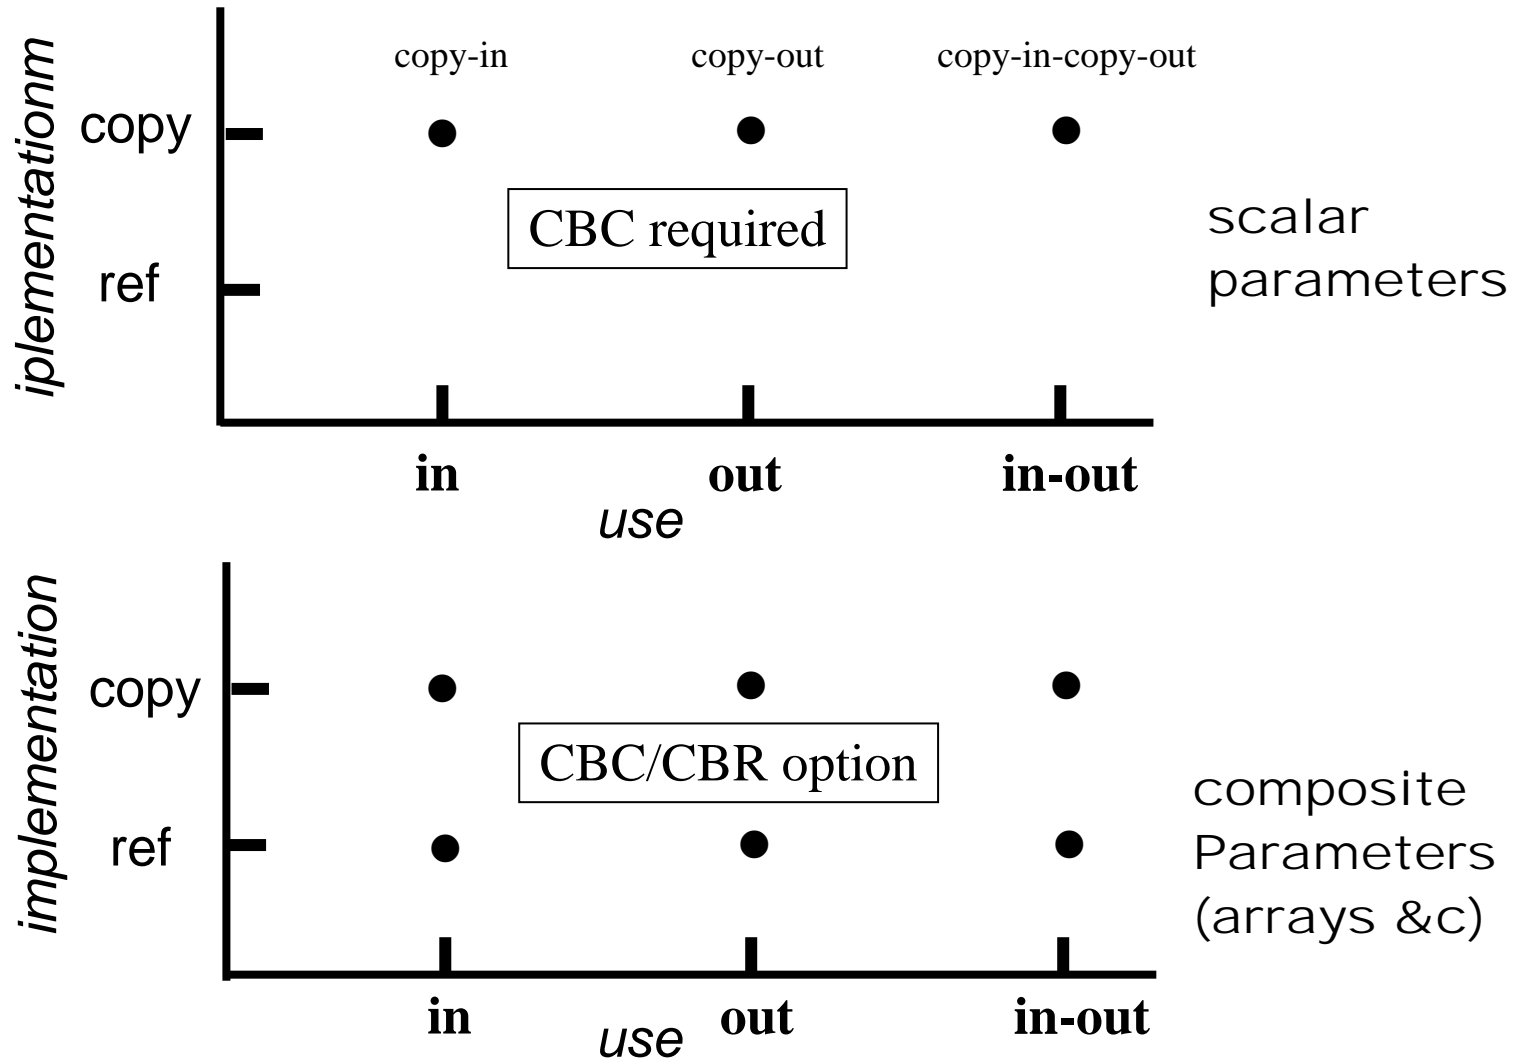 copy-in copy-out copy-in-copy-out
iplementationm
copy
CBC required
scalar
parameters
ref
in out in-out
use
implementation
copy
CBC/CBR option
composite
Parameters
(arrays &c)
ref
in out in-out
use